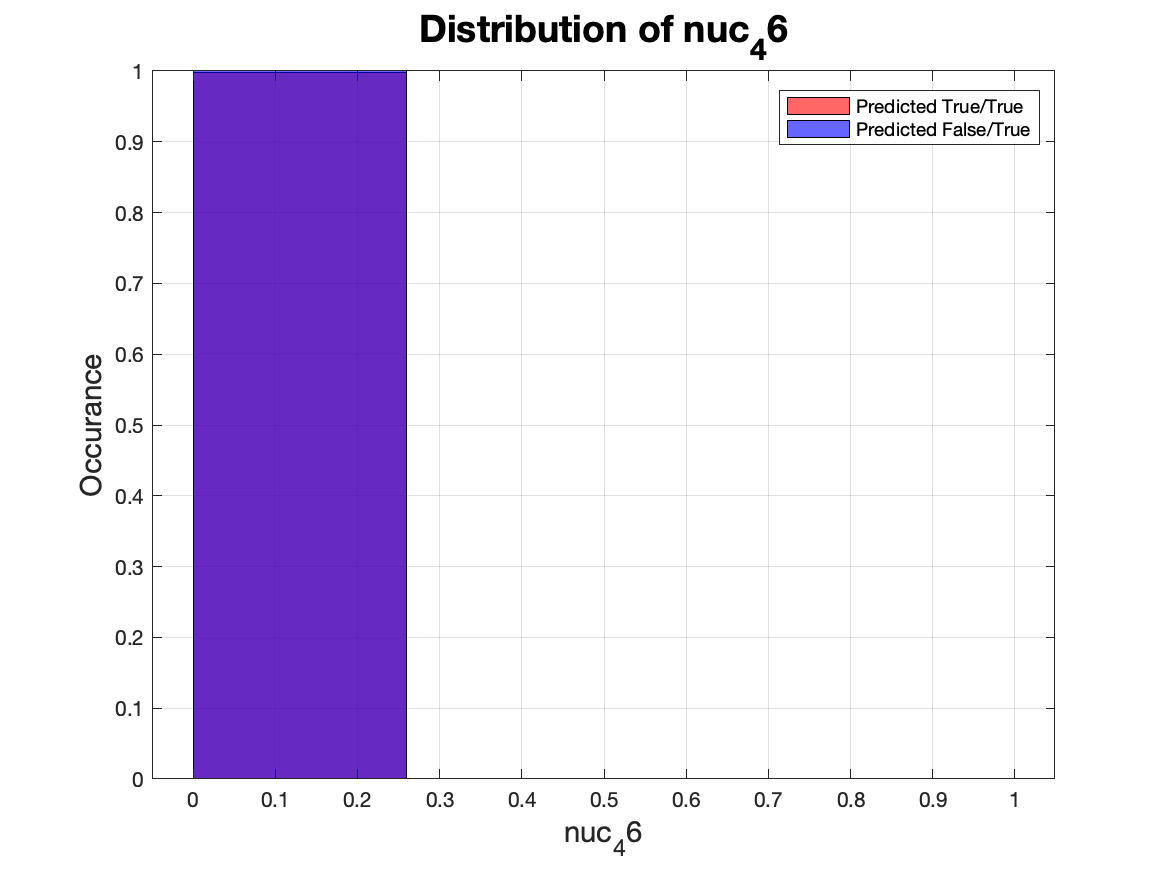 Distribution of nuc₄6
1
0.9
0.8
0.7
0.6
0.5
0.4
0.3
0.2
0.1
0
Occurance
Predicted True/True
Predicted False/True
0 0.1 0.2 0.3 0.4 0.5 0.6 0.7 0.8 0.9 1
nuc₄6